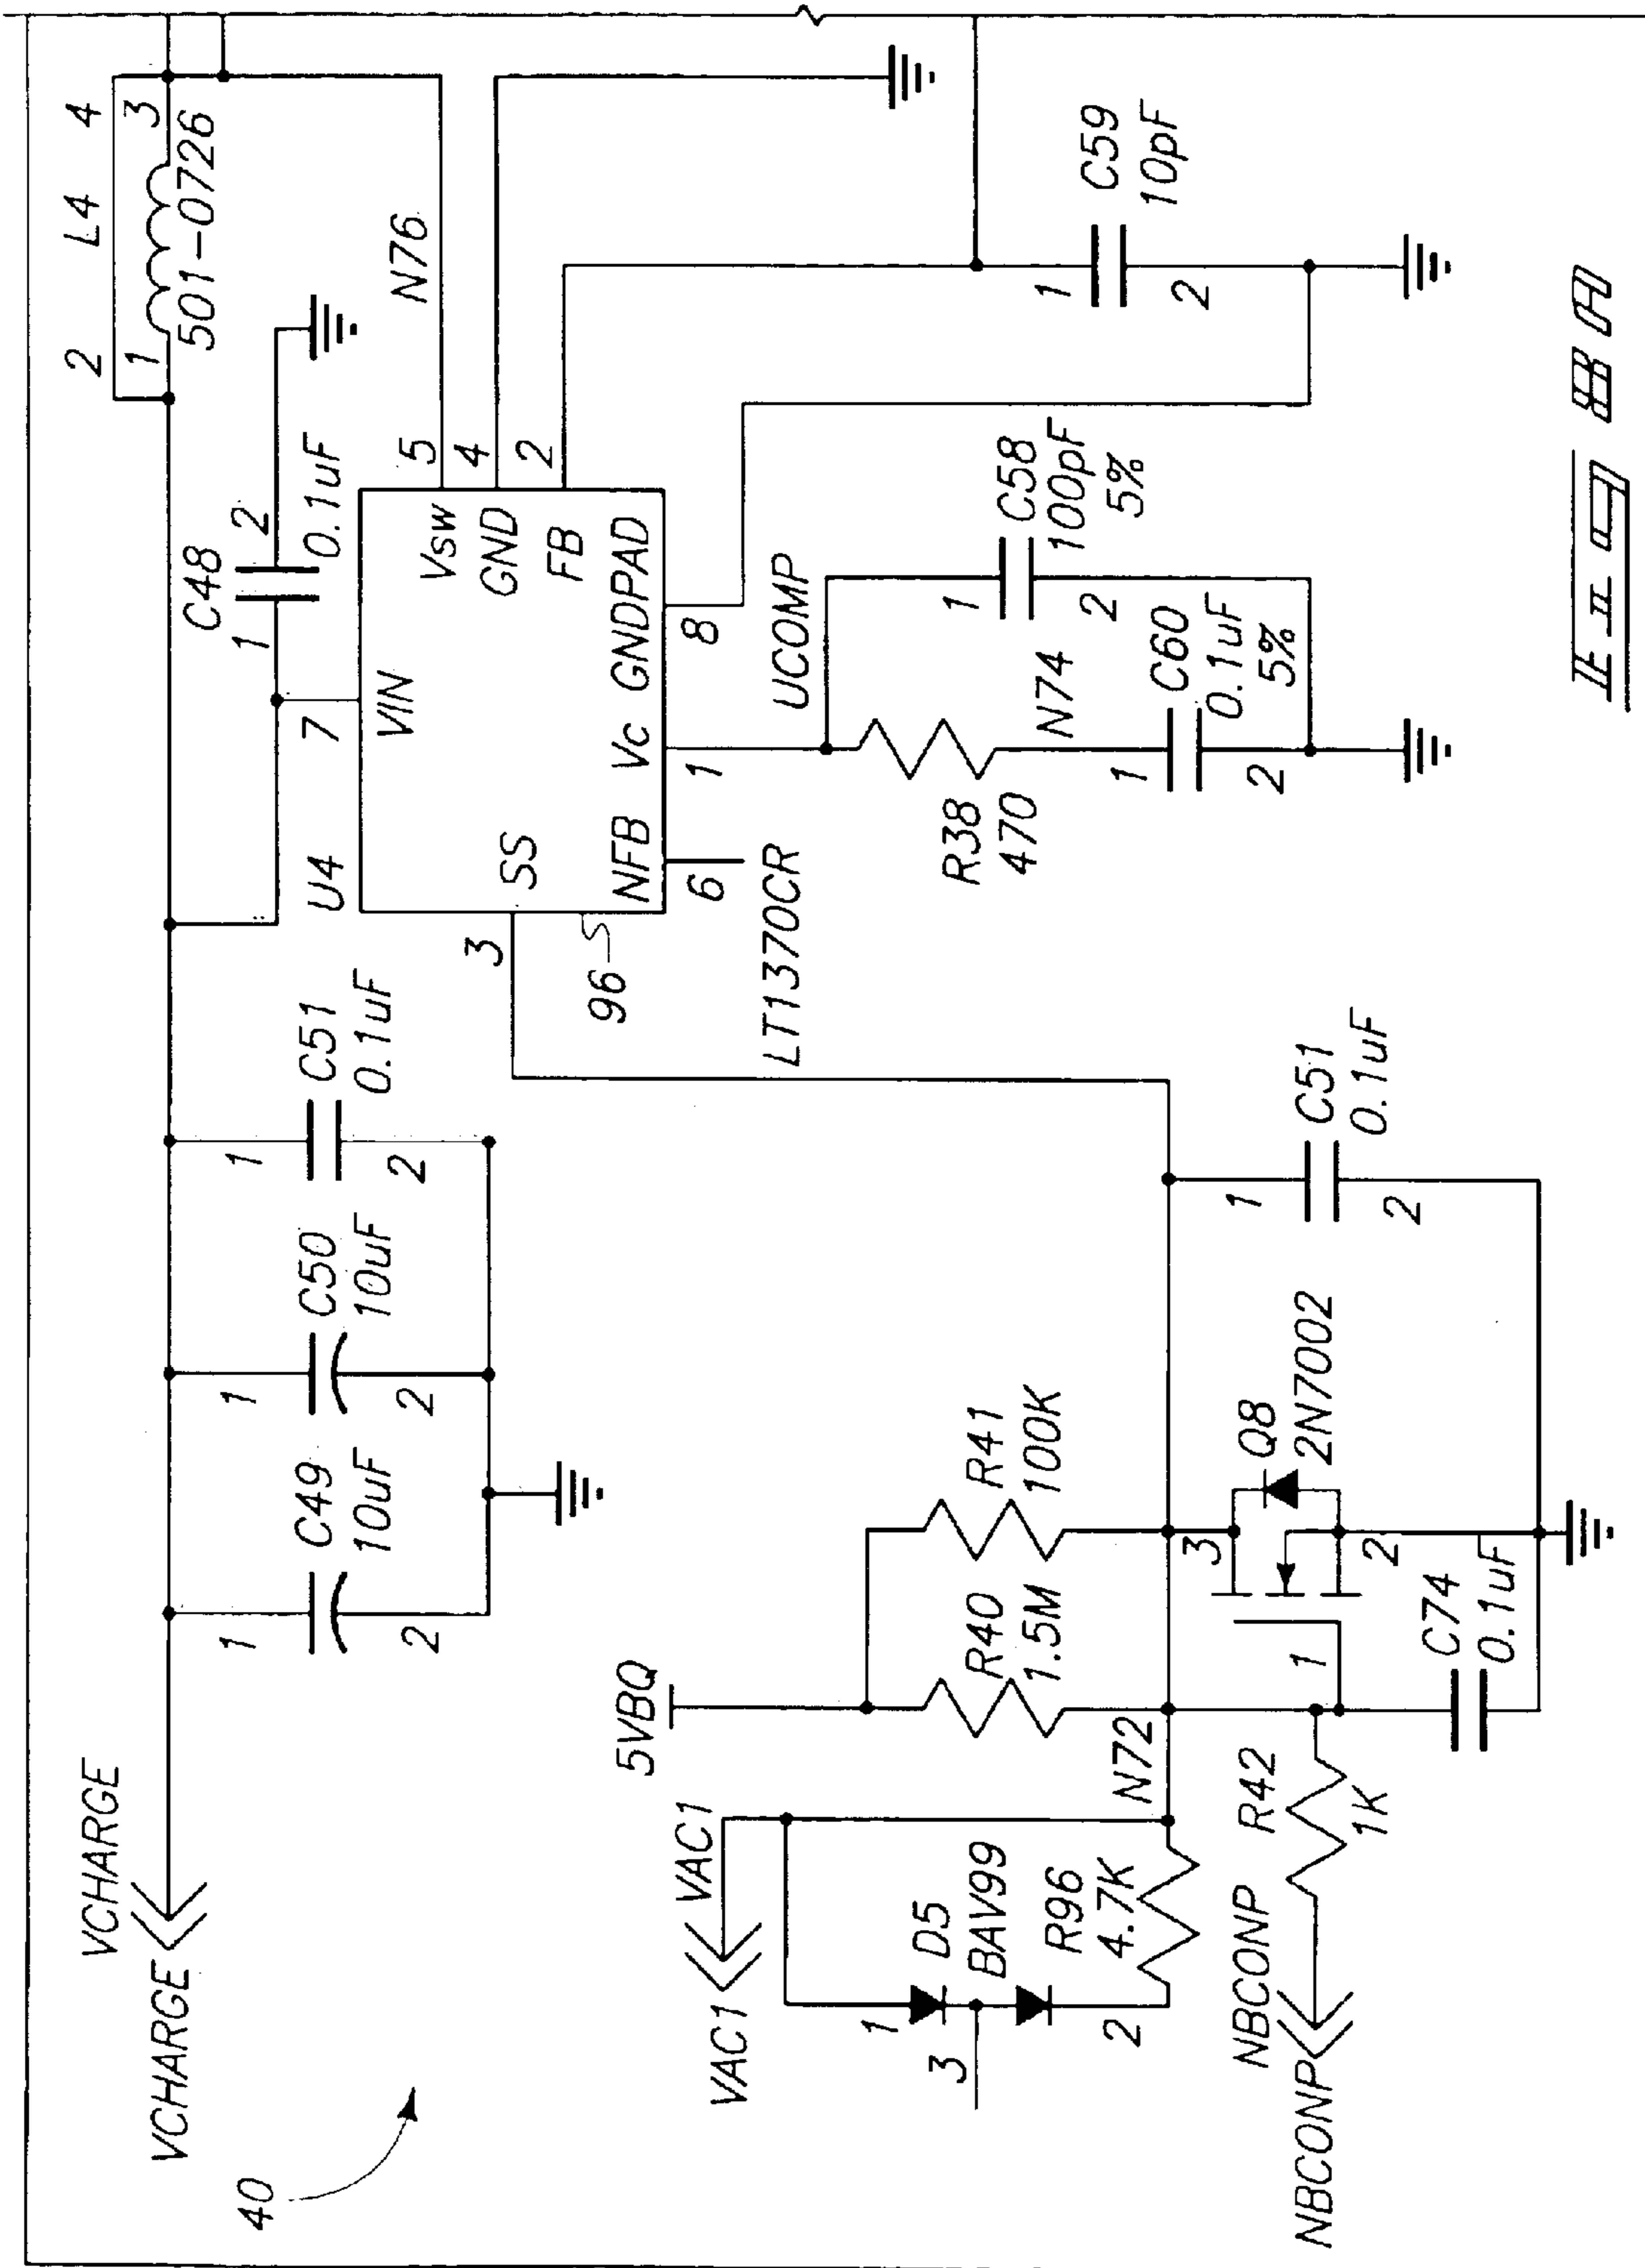 40
VCHARGE
VCHARGE
1
C49
10uF
2
1
C50
10uF
2
1
C51
0.1uF
2
C48
1
2
0.1uF
2
L4
4
1
3
501-0726
U4
7
VIN
3
SS
96
NFB
6
LT1370CR
Vc
1
GNDPAD
8
Vsw
5
GND
4
FB
2
N76
UCOMP
R38
470
N74
1
C60
0.1uF
5%
2
1
C58
100pF
5%
2
1
C59
10pF
2
5VBQ
VAC1
VAC1
1
D5
BAV99
3
2
R96
4.7K
N72
R40
1.5M
R41
100K
NBCONP
NBCONP
R42
1K
1
3
2
Q8
2N7002
C74
0.1uF
1
C51
0.1uF
2
FIG 8A